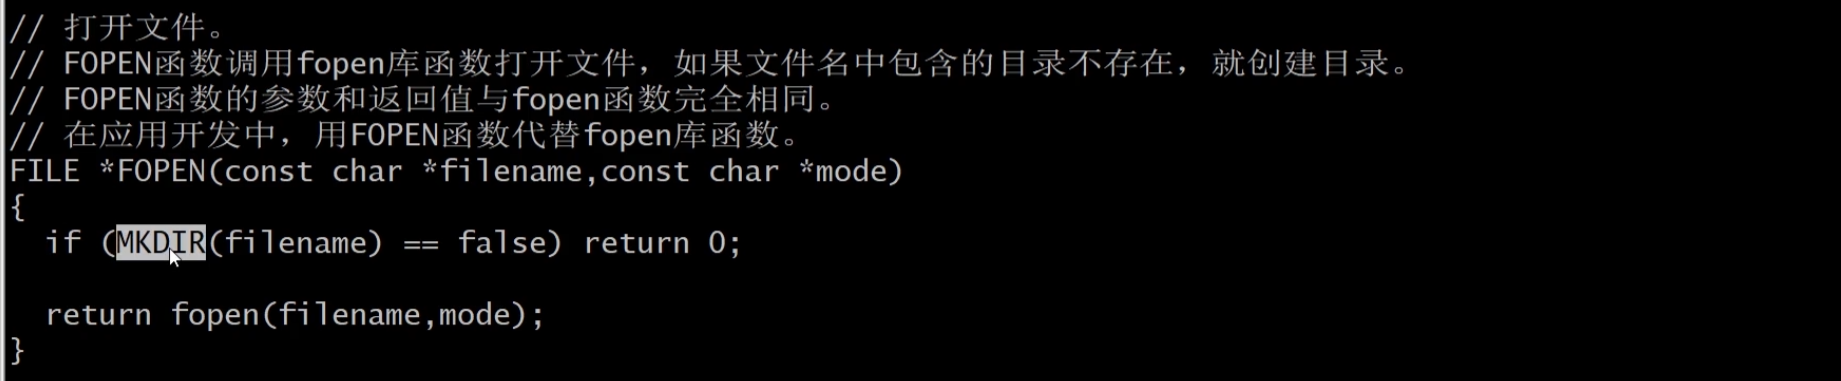 // 打开文件。
// FOPEN函数调用fopen库函数打开文件，如果文件名中包含的目录不存在，就创建目录。
// FOPEN函数的参数和返回值与fopen函数完全相同。
// 在应用开发中，用FOPEN函数代替fopen库函数。
FILE *FOPEN(const char *filename,const char *mode)
{
  if (MKDIR(filename) == false) return 0;
  return fopen(filename,mode);
}